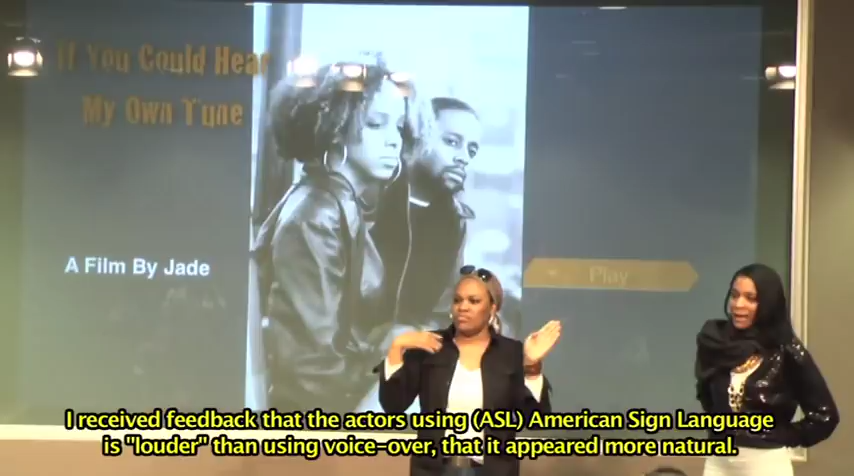 If You Could Hear
My Own Tune
A Film By Jade
Play
I received feedback that the actors using (ASL) American Sign Language
is "louder" than using voice-over, that it appeared more natural.